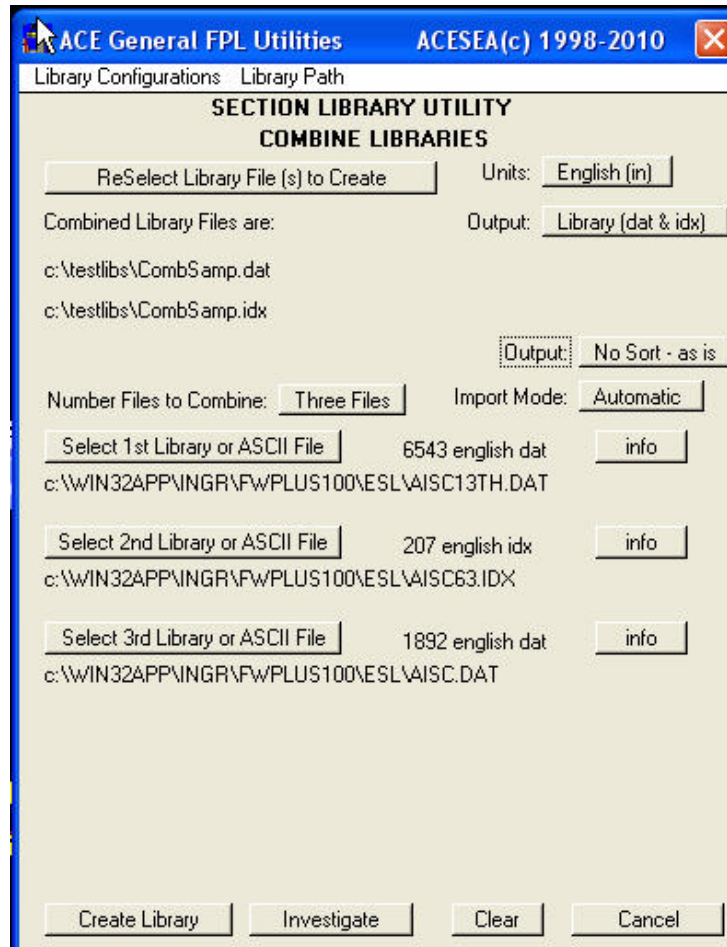 ACE General FPL Utilities ACESEA(c) 1998-2010
Library Configurations Library Path
SECTION LIBRARY UTILITY
COMBINE LIBRARIES
ReSelect Library File (s) to Create Units: English (in)
Combined Library Files are: Output: Library (dat & idx)
c:\testlibs\CombSamp.dat
c:\testlibs\CombSamp.idx
Output: No Sort - as is
Number Files to Combine: Three Files Import Mode: Automatic
Select 1st Library or ASCII File 6543 english dat info
c:\WIN32APP\INGR\FWPLUS100\ESL\AISC13TH.DAT
Select 2nd Library or ASCII File 207 english idx info
c:\WIN32APP\INGR\FWPLUS100\ESL\AISC63.IDX
Select 3rd Library or ASCII File 1892 english dat info
c:\WIN32APP\INGR\FWPLUS100\ESL\AISC.DAT
Create Library Investigate Clear Cancel